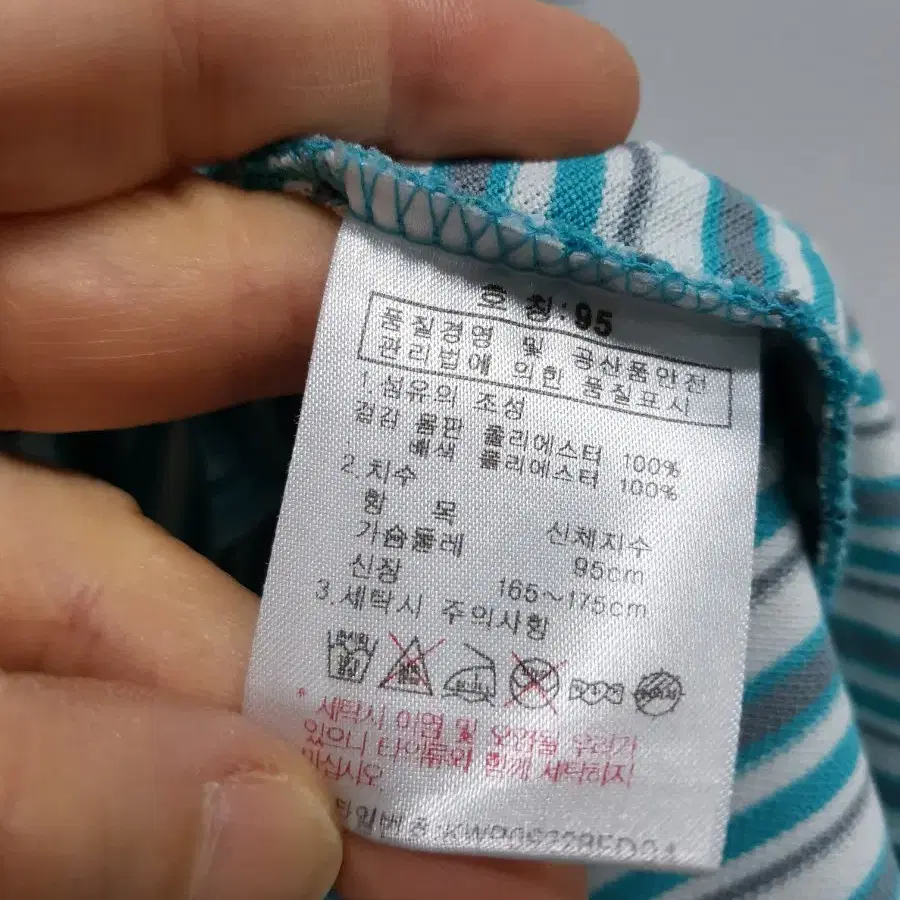 호 칭:95
품질경영 및 공산품안전
관리법에 의한 품질표시
1.섬유의 조성
겉감 몸판 폴리에스터 100%
배색 폴리에스터 100%
2.치수
항 목 신체치수
가슴둘레 95cm
신장 165~175cm
3.세탁시 주의사항
* 세탁시 이염 및 오염될 우려가
있으니 타의류와 함께 세탁하지
마십시오.